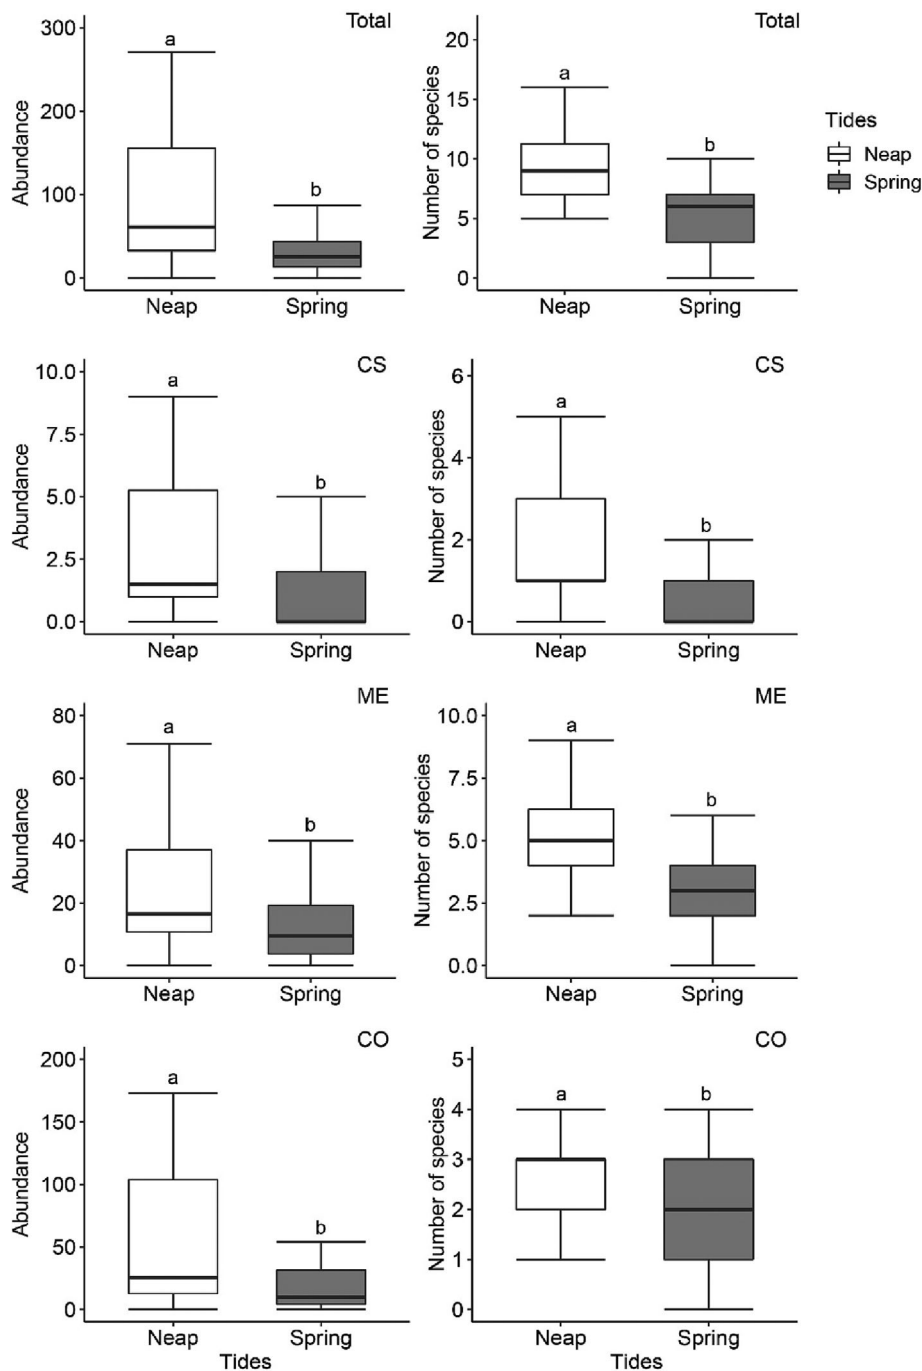 Total
300
200
100
0
Abundance
a
b
Neap Spring
Total
20
15
10
5
0
Number of species
a
b
Neap Spring
Tides
Neap
Spring
CS
10.0
7.5
5.0
2.5
0.0
Abundance
a
b
Neap Spring
CS
6
4
2
0
Number of species
a
b
Neap Spring
ME
80
60
40
20
0
Abundance
a
b
Neap Spring
ME
10.0
7.5
5.0
2.5
0.0
Number of species
a
b
Neap Spring
CO
200
150
100
50
0
Abundance
a
b
Neap Spring
Tides
CO
5
4
3
2
1
0
Number of species
a
b
Neap Spring
Tides